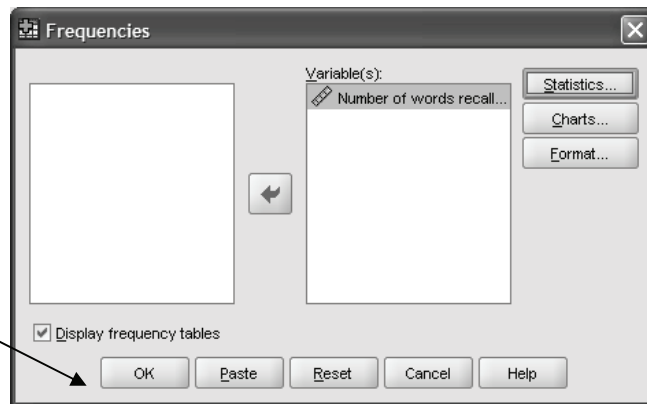 Frequencies
Variable(s):
Number of words recall...
Statistics...
Charts...
Format...
Display frequency tables
OK Paste Reset Cancel Help